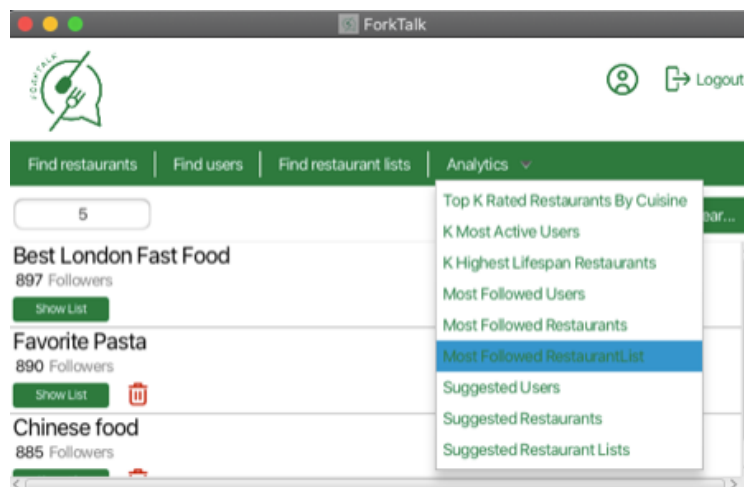 ForkTalk
FORKTALK
Logout
Find restaurants
Find users
Find restaurant lists
Analytics
5
ear...
Top K Rated Restaurants By Cuisine
K Most Active Users
K Highest Lifespan Restaurants
Most Followed Users
Most Followed Restaurants
Most Followed RestaurantList
Suggested Users
Suggested Restaurants
Suggested Restaurant Lists
Best London Fast Food
897 Followers
Show List
Favorite Pasta
890 Followers
Show List
Chinese food
885 Followers